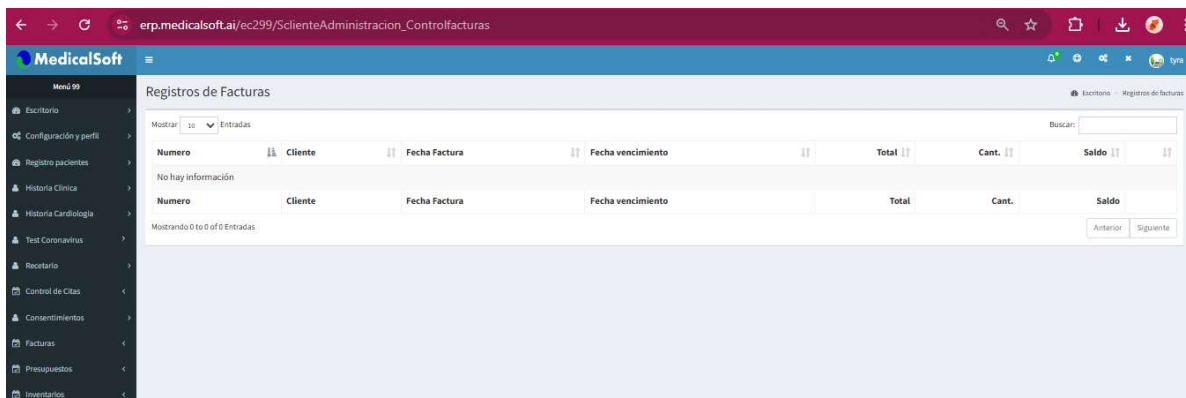 erp.medicalsoft.ai/ec299/SclienteAdministracion_Controlfacturas
MedicalSoft
tyra
Menú 99
Registros de Facturas
Escritorio
Registros de facturas
Escritorio
Mostrar 10 Entradas
Buscar:
Configuración y perfil
Numero Cliente Fecha Factura Fecha vencimiento Total Cant. Saldo
Registro pacientes
No hay información
Historia Clinica
Numero Cliente Fecha Factura Fecha vencimiento Total Cant. Saldo
Historia Cardiologia
Mostrando 0 to 0 of 0 Entradas
Anterior Siguiente
Test Coronavirus
Recetario
Control de Citas
Consentimientos
Facturas
Presupuestos
Inventarios